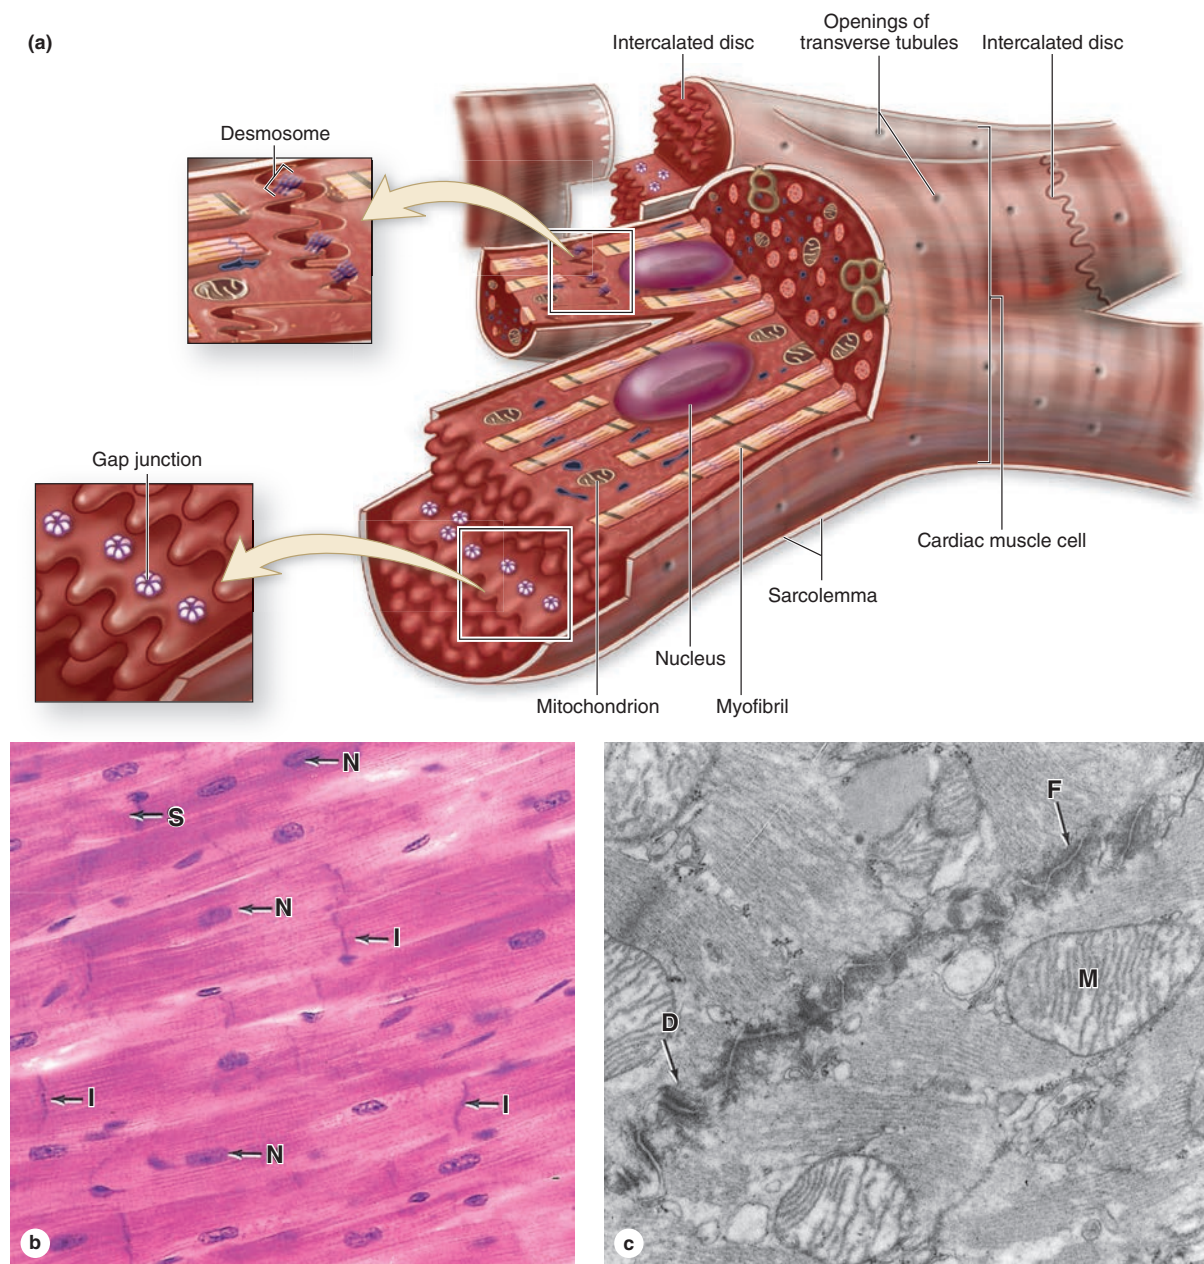 (a)
Openings of
transverse tubules
Intercalated disc
Intercalated disc
Desmosome
Gap junction
Cardiac muscle cell
Sarcolemma
Nucleus
Mitochondrion
Myofibril
N
S
N
I
I
I
N
b
F
M
D
c